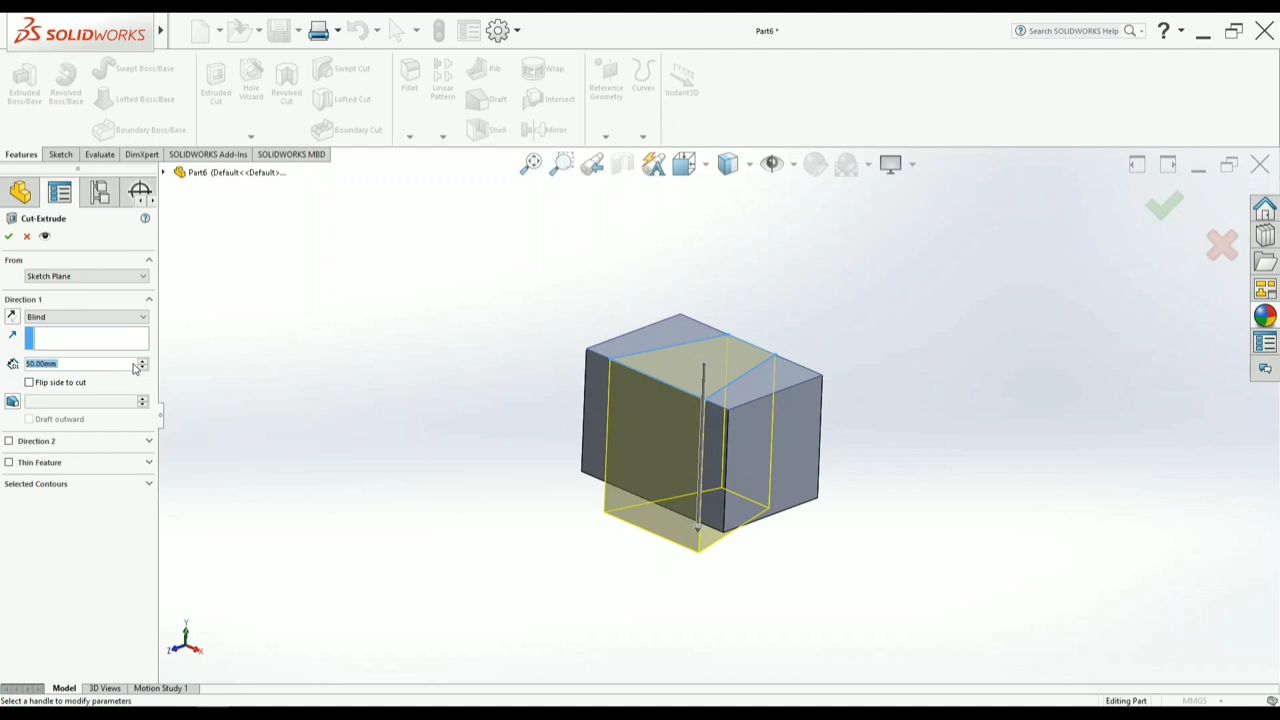 SOLIDWORKS
Part6 *
Search SOLIDWORKS Help
Extruded Boss/Base
Revolved Boss/Base
Swept Boss/Base
Lofted Boss/Base
Boundary Boss/Base
Extruded Cut
Hole Wizard
Revolved Cut
Swept Cut
Lofted Cut
Boundary Cut
Fillet
Linear Pattern
Rib
Draft
Shell
Wrap
Intersect
Mirror
Reference Geometry
Curves
Instant3D
Features
Sketch
Evaluate
DimXpert
SOLIDWORKS Add-Ins
SOLIDWORKS MBD
Part6 (Default<<Default>...
Cut-Extrude
From
Sketch Plane
Direction 1
Blind
50.00mm
Flip side to cut
Draft outward
Direction 2
Thin Feature
Selected Contours
Y
Z
X
Model
3D Views
Motion Study 1
Select a handle to modify parameters
Editing Part
MMGS